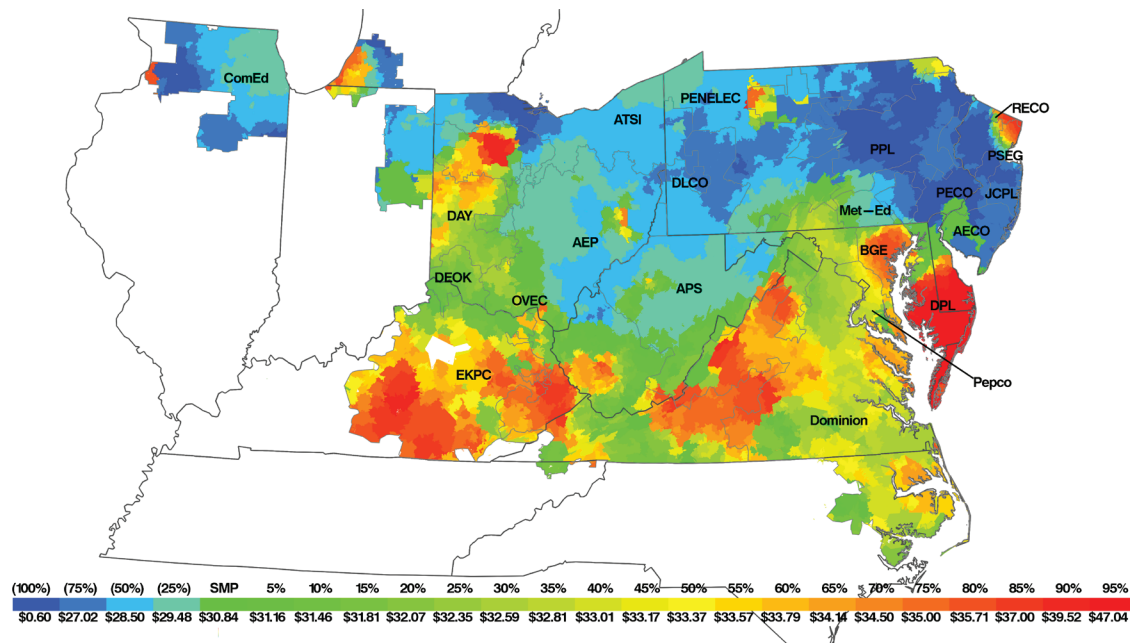 ComEd
PENELEC
ATSI
RECO
PPL
PSEG
DLCO
PECO
JCPL
Met–Ed
DAY
AECO
AEP
BGE
DEOK
APS
OVEC
DPL
EKPC
Pepco
Dominion
(100%) (75%) (50%) (25%) SMP 5% 10% 15% 20% 25% 30% 35% 40% 45% 50% 55% 60% 65% 70% 75% 80% 85% 90% 95%
$0.60 $27.02 $28.50 $29.48 $30.84 $31.16 $31.46 $31.81 $32.07 $32.35 $32.59 $32.81 $33.01 $33.17 $33.37 $33.57 $33.79 $34.14 $34.50 $35.00 $35.71 $37.00 $39.52 $47.04